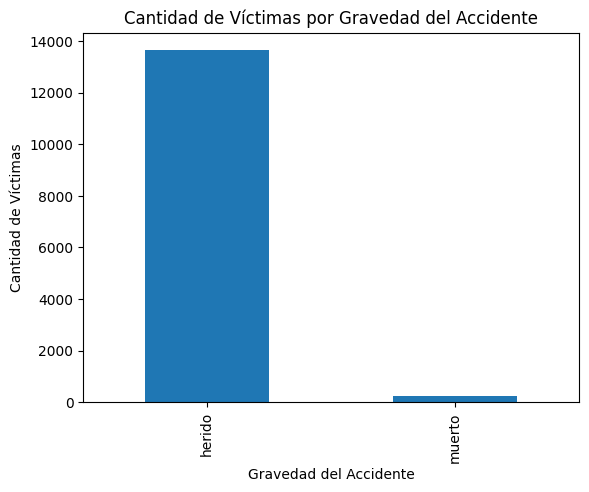 Cantidad de Víctimas por Gravedad del Accidente
14000
12000
10000
8000
6000
4000
2000
0
Cantidad de Víctimas
herido
muerto
Gravedad del Accidente